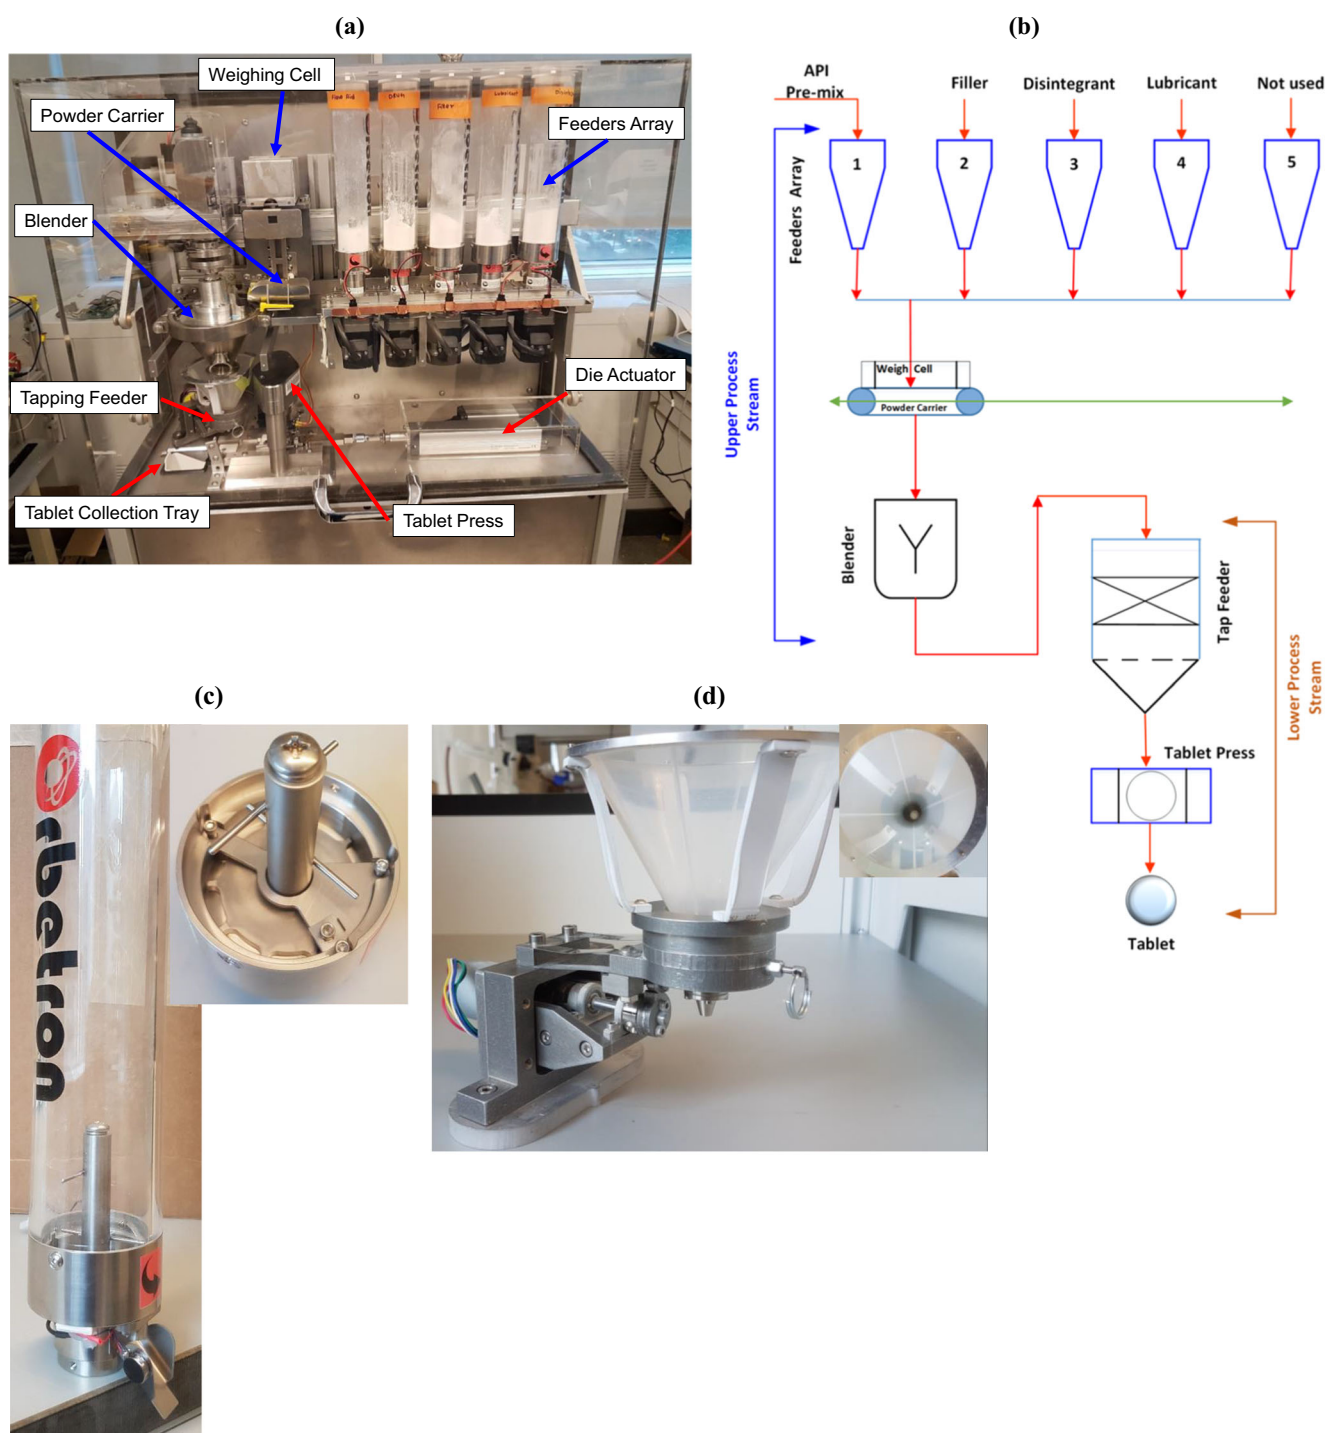 (a)
Weighing Cell
Powder Carrier
Feeders Array
Blender
Tapping Feeder
Die Actuator
Tablet Collection Tray
Tablet Press
Lubricant
(b)
API
Pre-mix
Filler
Disintegrant
Lubricant
Not used
1
2
3
4
5
Feeders Array
Upper Process
Stream
Weigh Cell
Powder Carrier
Blender
Tap Feeder
Lower Process
Stream
Tablet Press
Tablet
(c)
rbetron
(d)